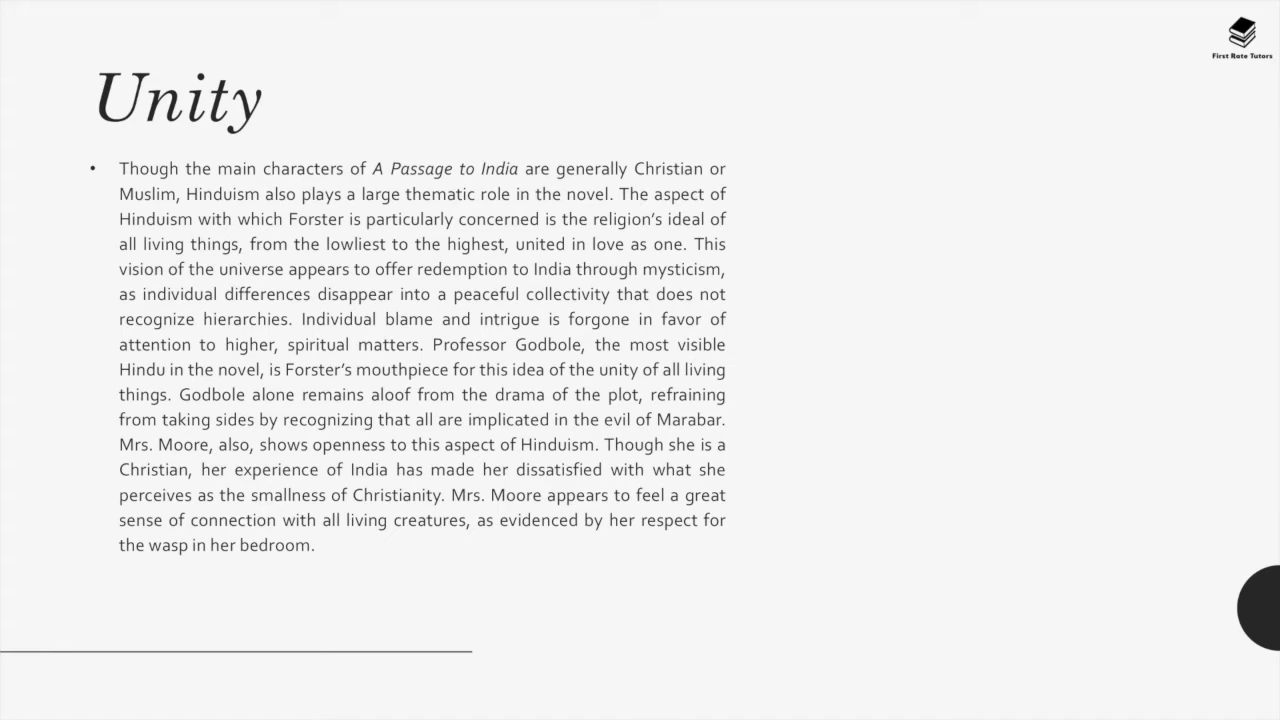 First Rate Tutors
Unity
• Though the main characters of A Passage to India are generally Christian or
Muslim, Hinduism also plays a large thematic role in the novel. The aspect of
Hinduism with which Forster is particularly concerned is the religion’s ideal of
all living things, from the lowliest to the highest, united in love as one. This
vision of the universe appears to offer redemption to India through mysticism,
as individual differences disappear into a peaceful collectivity that does not
recognize hierarchies. Individual blame and intrigue is forgone in favor of
attention to higher, spiritual matters. Professor Godbole, the most visible
Hindu in the novel, is Forster’s mouthpiece for this idea of the unity of all living
things. Godbole alone remains aloof from the drama of the plot, refraining
from taking sides by recognizing that all are implicated in the evil of Marabar.
Mrs. Moore, also, shows openness to this aspect of Hinduism. Though she is a
Christian, her experience of India has made her dissatisfied with what she
perceives as the smallness of Christianity. Mrs. Moore appears to feel a great
sense of connection with all living creatures, as evidenced by her respect for
the wasp in her bedroom.